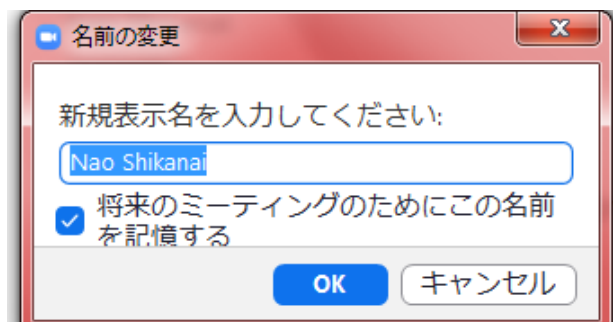 名前の変更
新規表示名を入力してください:
Nao Shikanai
将来のミーティングのためにこの名前
を記憶する
OK
キャンセル